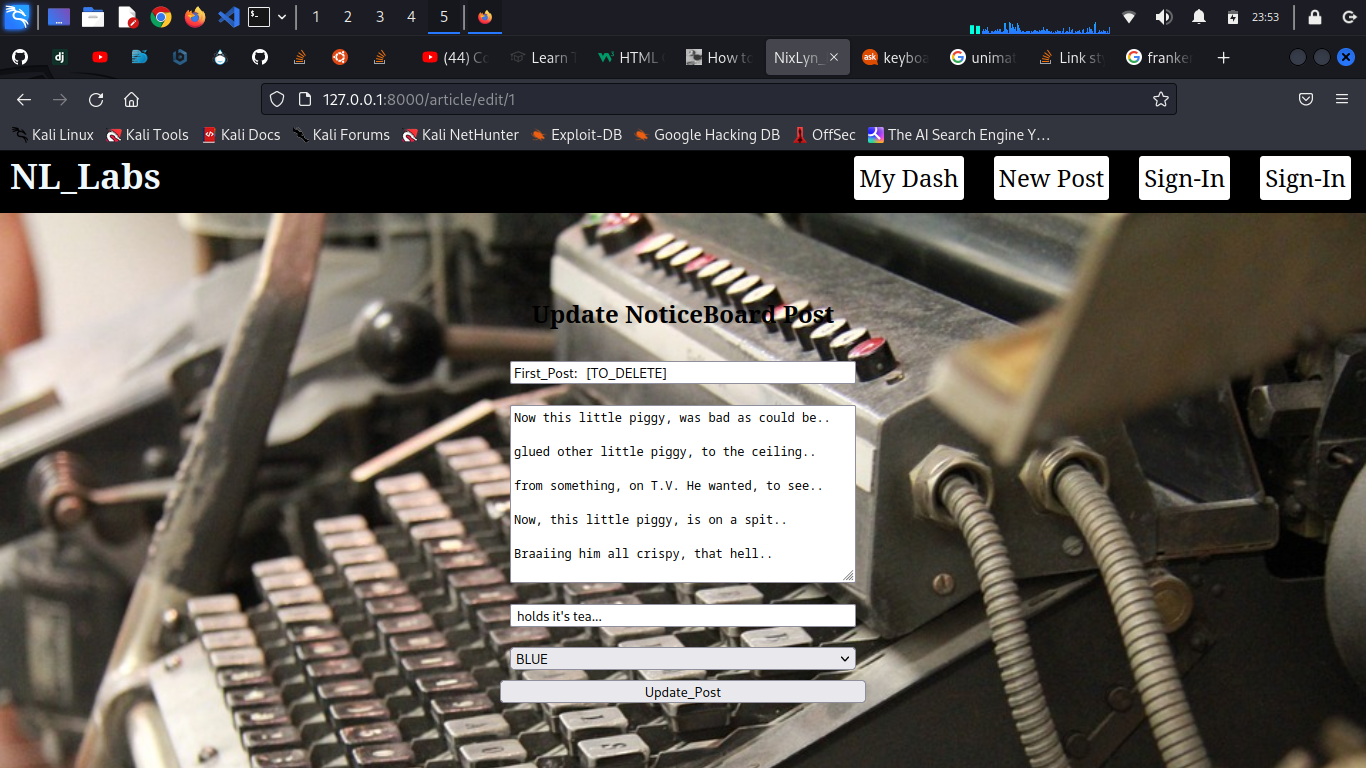 1 2 3 4 5 23:53
dj (44) Co Learn T HTML How to NixLyn_ × keyboa unimat Link st franker +
127.0.0.1:8000/article/edit/1
Kali Linux Kali Tools Kali Docs Kali Forums Kali NetHunter Exploit-DB Google Hacking DB OffSec The AI Search Engine Y…
NL_Labs My Dash New Post Sign-In Sign-In
Update NoticeBoard Post
First_Post: [TO_DELETE]
Now this little piggy, was bad as could be..
glued other little piggy, to the ceiling..
from something, on T.V. He wanted, to see..
Now, this little piggy, is on a spit..
Braaiing him all crispy, that hell..
holds it's tea...
BLUE
Update_Post